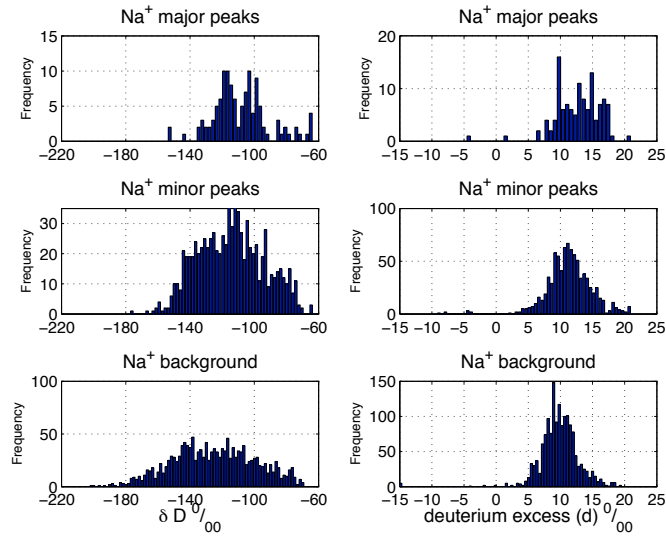 Na⁺ major peaks
Frequency
15
10
5
0
−220 −180 −140 −100 −60
Na⁺ major peaks
Frequency
20
10
0
−15 −10 −5 0 5 10 15 20 25
Na⁺ minor peaks
Frequency
30
20
10
0
−220 −180 −140 −100 −60
Na⁺ minor peaks
Frequency
100
50
0
−15 −10 −5 0 5 10 15 20 25
Na⁺ background
Frequency
100
50
0
−220 −180 −140 −100 −60
δ D ⁰/₀₀
Na⁺ background
Frequency
150
100
50
0
−15 −10 −5 0 5 10 15 20 25
deuterium excess (d) ⁰/₀₀